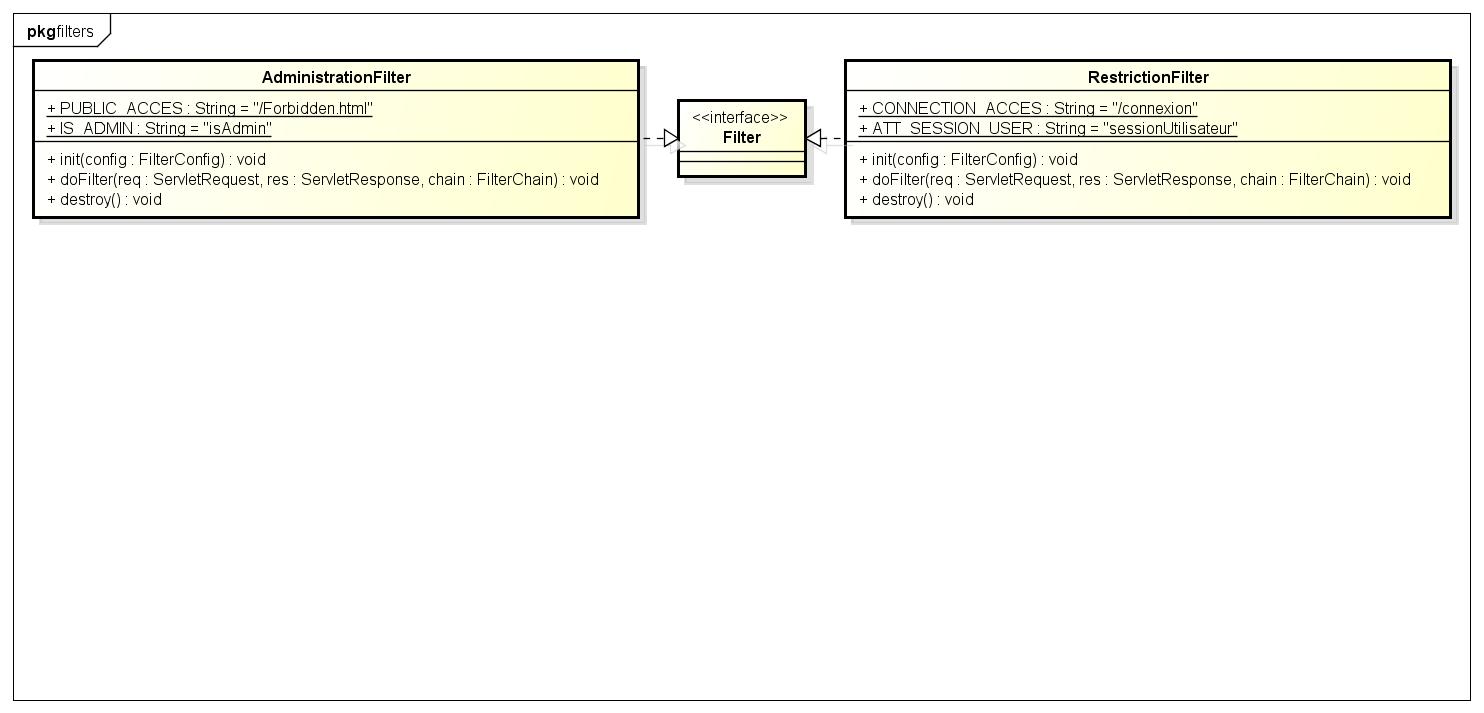 pkgfilters
AdministrationFilter
+ PUBLIC_ACCES : String = "/Forbidden.html"
+ IS_ADMIN : String = "isAdmin"
+ init(config : FilterConfig) : void
+ doFilter(req : ServletRequest, res : ServletResponse, chain : FilterChain) : void
+ destroy() : void
<<interface>>
Filter
RestrictionFilter
+ CONNECTION_ACCES : String = "/connexion"
+ ATT_SESSION_USER : String = "sessionUtilisateur"
+ init(config : FilterConfig) : void
+ doFilter(req : ServletRequest, res : ServletResponse, chain : FilterChain) : void
+ destroy() : void